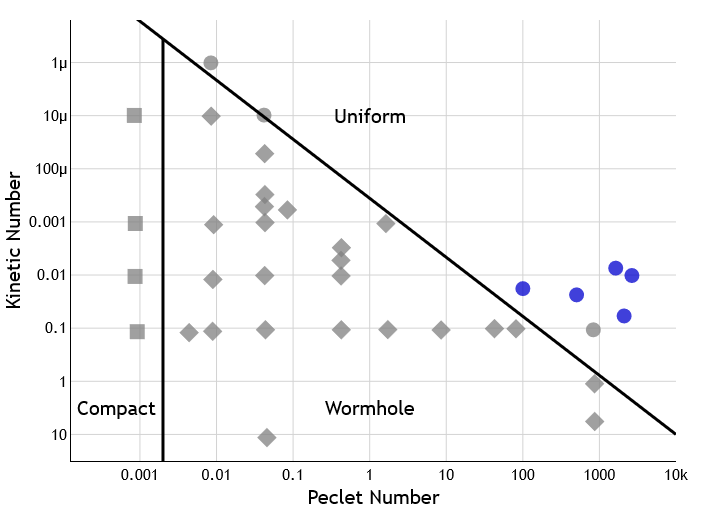 1μ
10μ
Uniform
100μ
0.001
Kinetic Number
0.01
0.1
1
Compact
Wormhole
10
0.001 0.01 0.1 1 10 100 1000 10k
Peclet Number